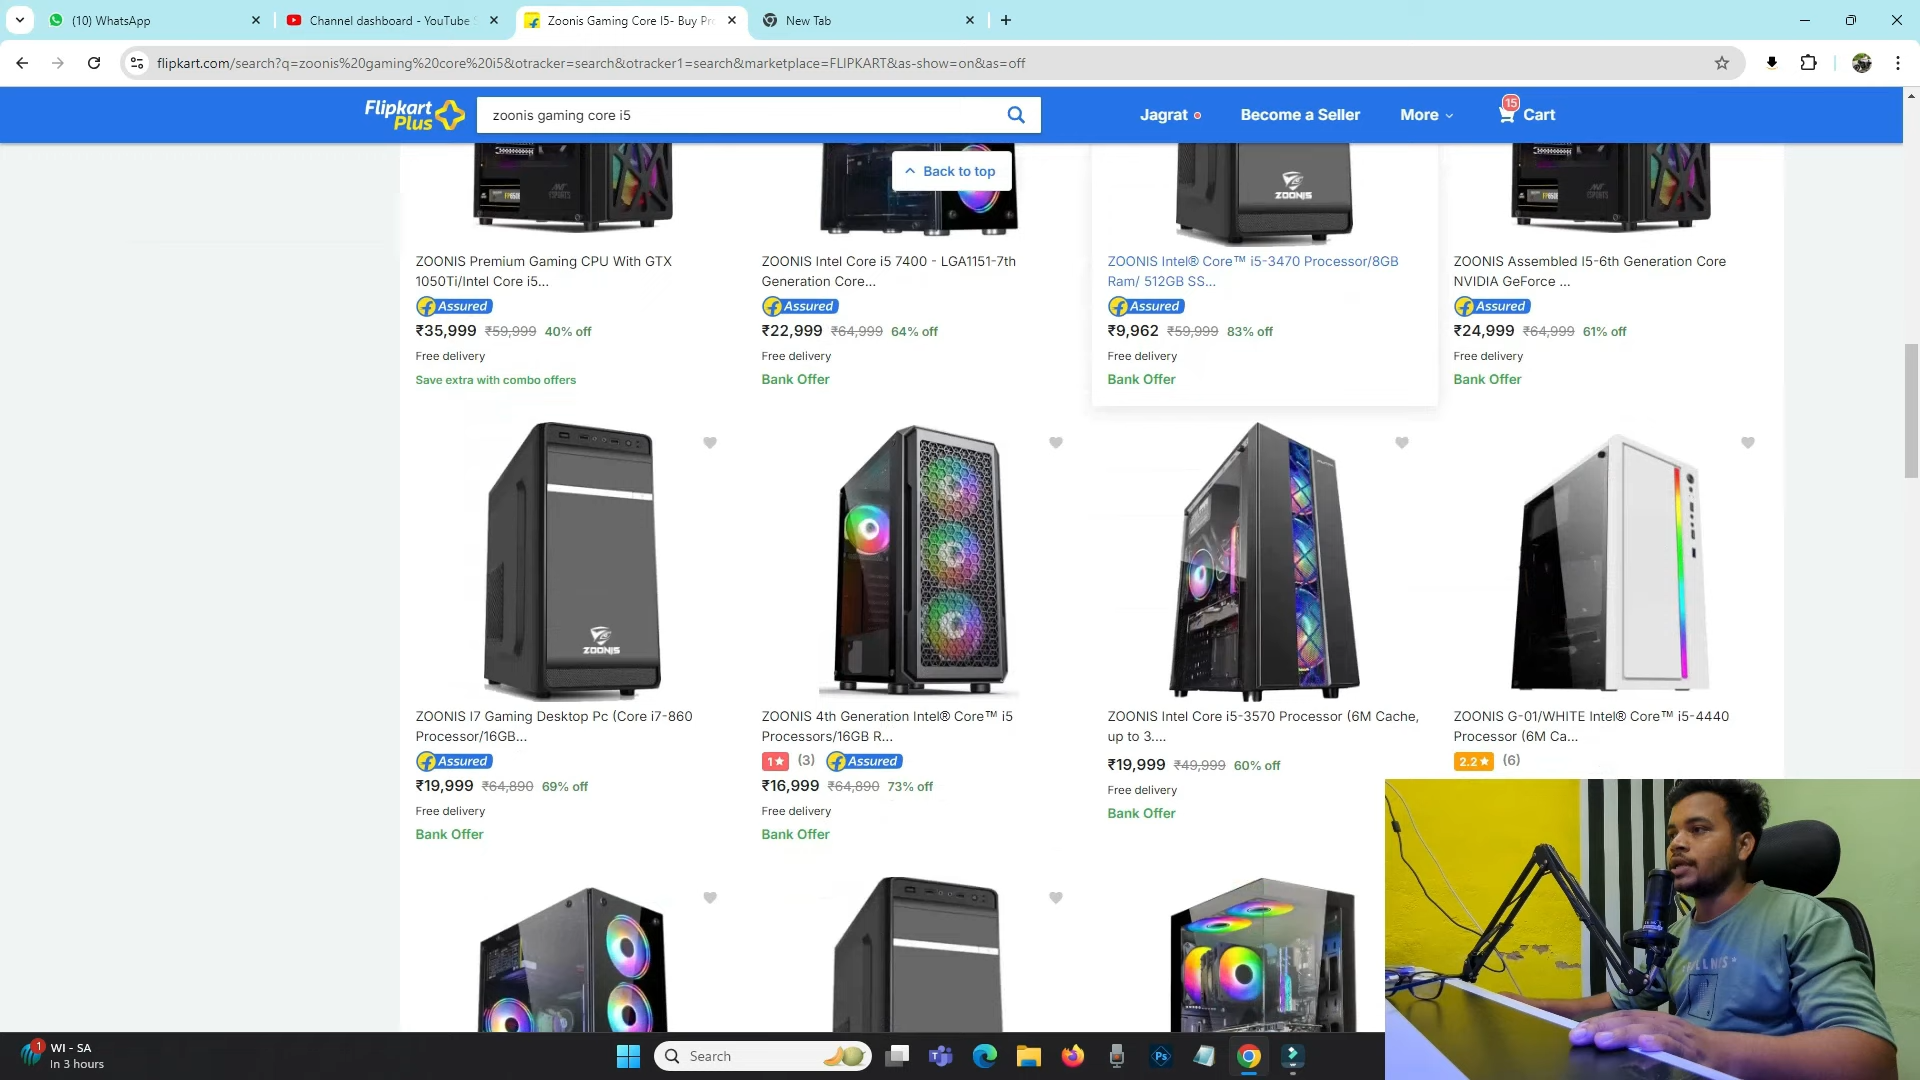 (10) WhatsApp
Channel dashboard - YouTube S
Zoonis Gaming Core I5- Buy Pro
New Tab
flipkart.com/search?q=zoonis%20gaming%20core%20i5&otracker=search&otracker1=search&marketplace=FLIPKART&as-show=on&as=off
Flipkart
Plus
zoonis gaming core i5
Jagrat
Become a Seller
More
15
Cart
Back to top
ZOONIS
ZOONIS Premium Gaming CPU With GTX
1050Ti/Intel Core i5...
Assured
₹35,999 ₹59,999 40% off
Free delivery
Save extra with combo offers
ZOONIS Intel Core i5 7400 - LGA1151-7th
Generation Core...
Assured
₹22,999 ₹64,999 64% off
Free delivery
Bank Offer
ZOONIS Intel® Core™ i5-3470 Processor/8GB
Ram/ 512GB SS...
Assured
₹9,962 ₹59,999 83% off
Free delivery
Bank Offer
ZOONIS Assembled I5-6th Generation Core
NVIDIA GeForce ...
Assured
₹24,999 ₹64,999 61% off
Free delivery
Bank Offer
ZOONIS
ZOONIS I7 Gaming Desktop Pc (Core i7-860
Processor/16GB...
Assured
₹19,999 ₹64,890 69% off
Free delivery
Bank Offer
ZOONIS 4th Generation Intel® Core™ i5
Processors/16GB R...
1★ (3) Assured
₹16,999 ₹64,890 73% off
Free delivery
Bank Offer
ZOONIS Intel Core i5-3570 Processor (6M Cache,
up to 3....
₹19,999 ₹49,999 60% off
Free delivery
Bank Offer
ZOONIS G-01/WHITE Intel® Core™ i5-4440
Processor (6M Ca...
2.2★ (6)
1
WI - SA
In 3 hours
Search
Ps